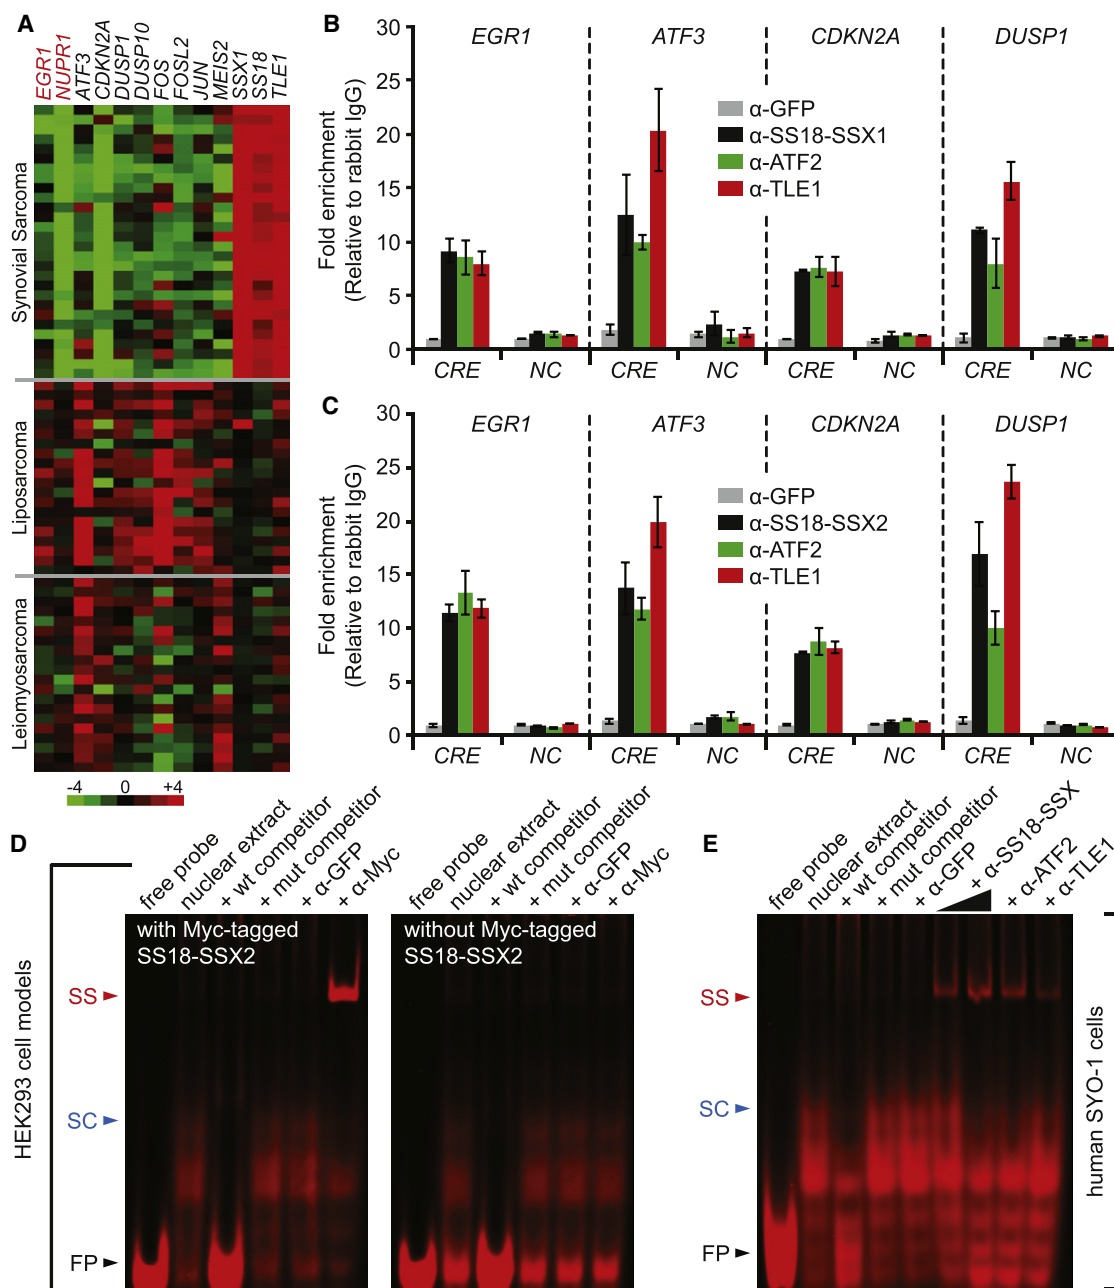 A
EGR1
NUPR1
ATF3
CDKN2A
DUSP1
DUSP10
FOS
FOSL2
JUN
MEIS2
SSX1
SS18
TLE1
Synovial Sarcoma
Liposarcoma
Leiomyosarcoma
-4 0 +4
B
Fold enrichment
(Relative to rabbit IgG)
30
25
20
15
10
5
0
EGR1 ATF3 CDKN2A DUSP1
α-GFP
α-SS18-SSX1
α-ATF2
α-TLE1
CRE NC CRE NC CRE NC CRE NC
C
Fold enrichment
(Relative to rabbit IgG)
30
25
20
15
10
5
0
EGR1 ATF3 CDKN2A DUSP1
α-GFP
α-SS18-SSX2
α-ATF2
α-TLE1
CRE NC CRE NC CRE NC CRE NC
D
HEK293 cell models
free probe
nuclear extract
+ wt competitor
+ mut competitor
+ α-GFP
+ α-Myc
with Myc-tagged
SS18-SSX2
SS
SC
FP
free probe
nuclear extract
+ wt competitor
+ mut competitor
+ α-GFP
+ α-Myc
without Myc-tagged
SS18-SSX2
E
free probe
nuclear extract
+ wt competitor
+ mut competitor
+ α-GFP
+ α-SS18-SSX
+ α-ATF2
+ α-TLE1
SS
SC
FP
human SYO-1 cells